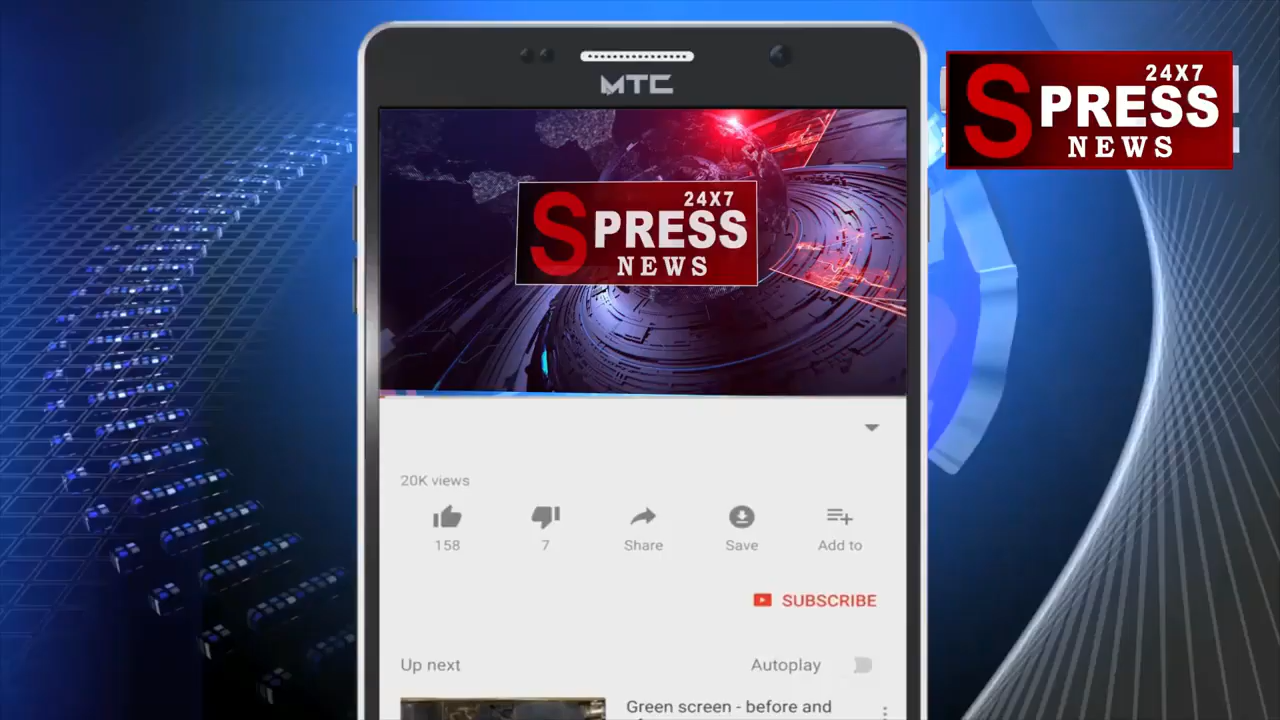 MTC
24X7
SPRESS
NEWS
24X7
SPRESS
NEWS
20K views
158
7
Share
Save
Add to
SUBSCRIBE
Up next
Autoplay
Green screen - before and